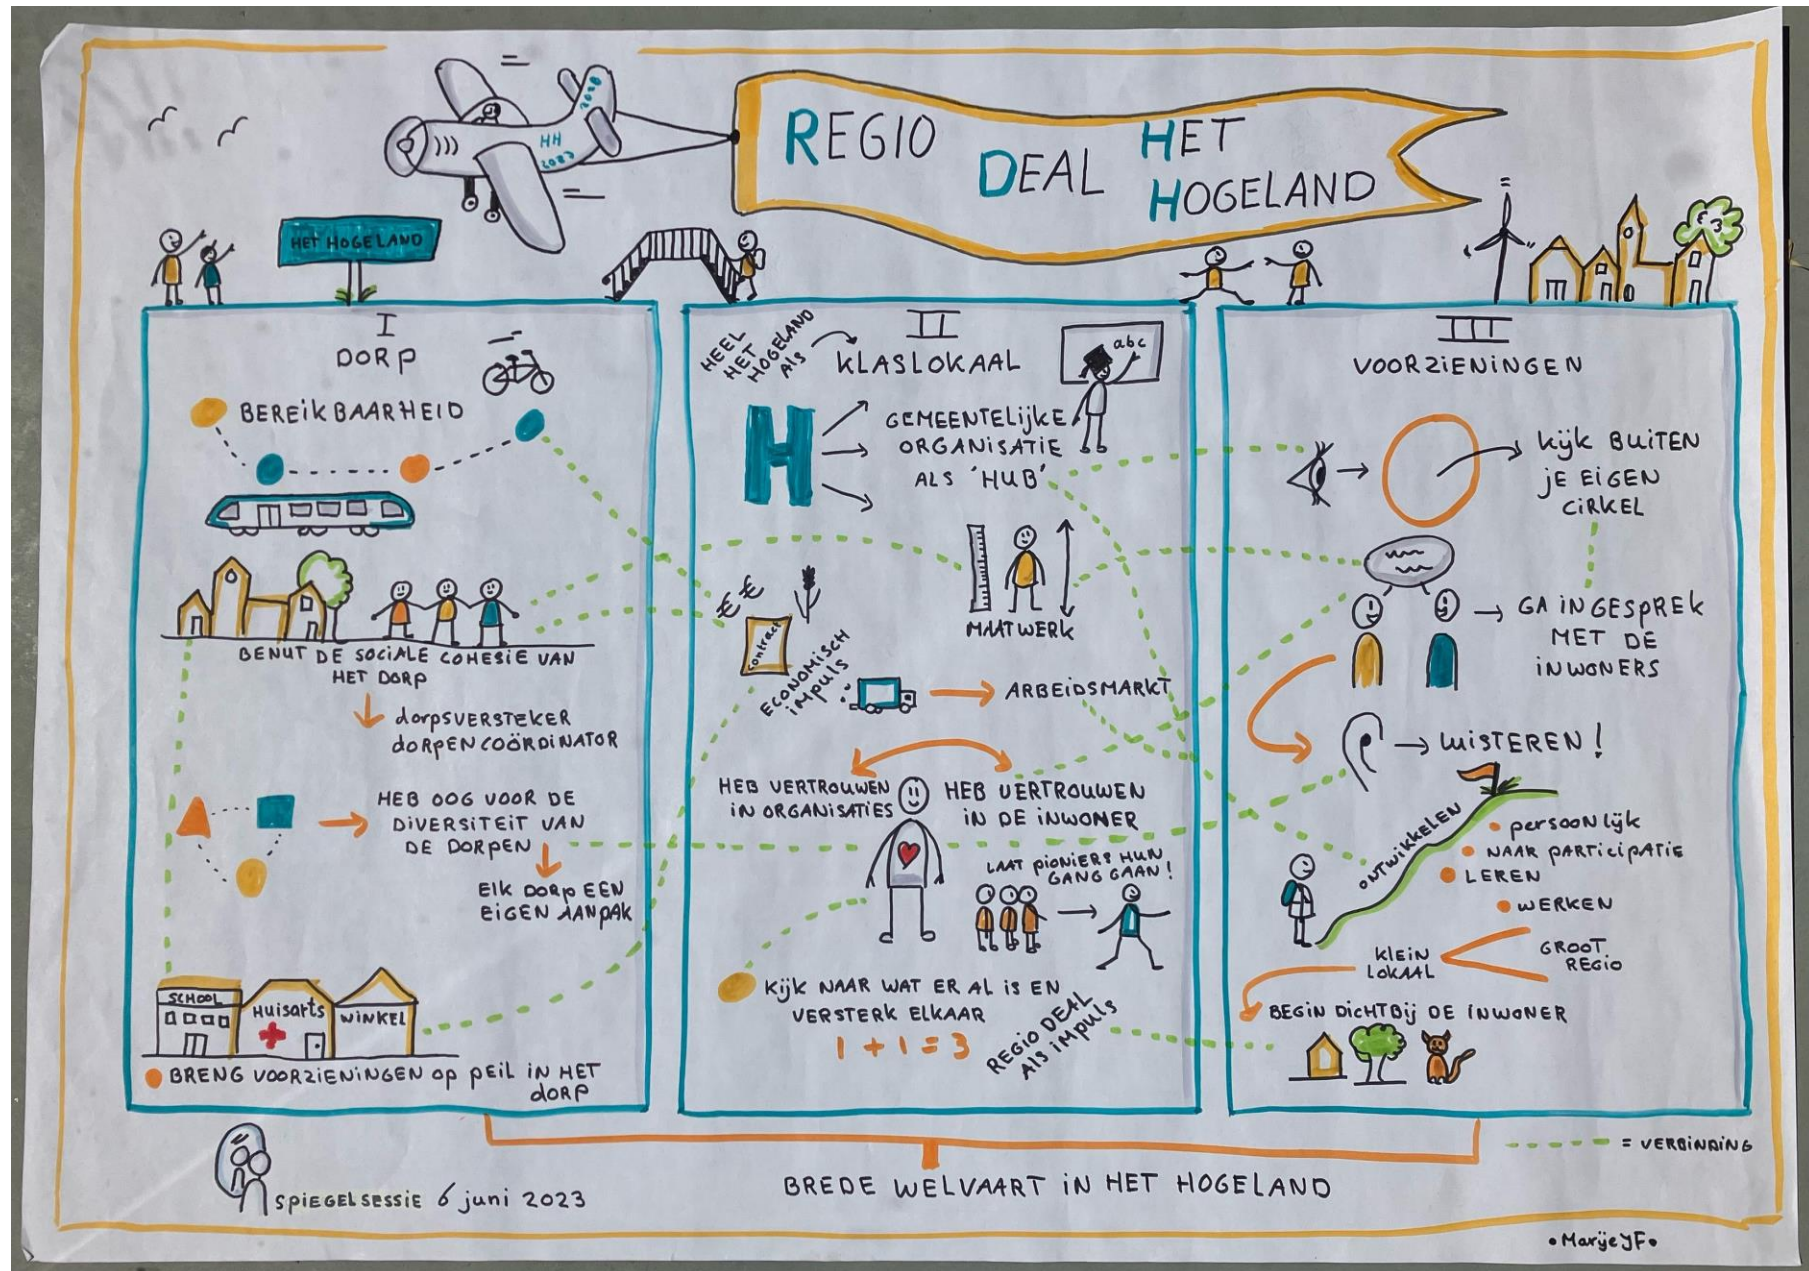 REGIO
DEAL
HET
HOGELAND
HH
2023
2020
HET HOGELAND
I
DORP
BEREIKBAARHEID
BENUT DE SOCIALE COHESIE VAN
HET DORP
dorpsversteker
dorpencoördinator
HEB OOG VOOR DE
DIVERSITEIT VAN
DE DORPEN
Elk dorp een
eigen aanpak
SCHOOL
Huisarts
WINKEL
BRENG VOORZIENINGEN op peil IN HET
dorp
II
HEEL
HET
HOGELAND
Als
KLASLOKAAL
abc
H
GEMEENTELIJKE
ORGANISATIE
ALS 'HUB'
MAATWERK
€ €
contract
ECONOMISCH
IMPULS
ARBEIDSMARKT
HEB VERTROUWEN
IN ORGANISATIES
HEB VERTROUWEN
IN DE INWONER
LAAT PIONIERS HUN
GANG GAAN!
Kijk NAAR WAT ER AL IS EN
VERSTERK ELKAAR
1 + 1 = 3
REGIO DEAL
Als impuls
III
VOORZIENINGEN
Kijk BUITEN
je EIGEN
CIRKEL
GA IN GESPREK
MET DE
INWONERS
LUISTEREN!
ONTWIKKELEN
persoonlijk
NAAR PARTICIPATIE
LEREN
WERKEN
KLEIN
LOKAAL
GROOT
REGIO
BEGIN DICHTBIJ DE INWONER
= VERBINDING
BREDE WELVAART IN HET HOGELAND
SPIEGELSESSIE 6 juni 2023
•MarijeYF•